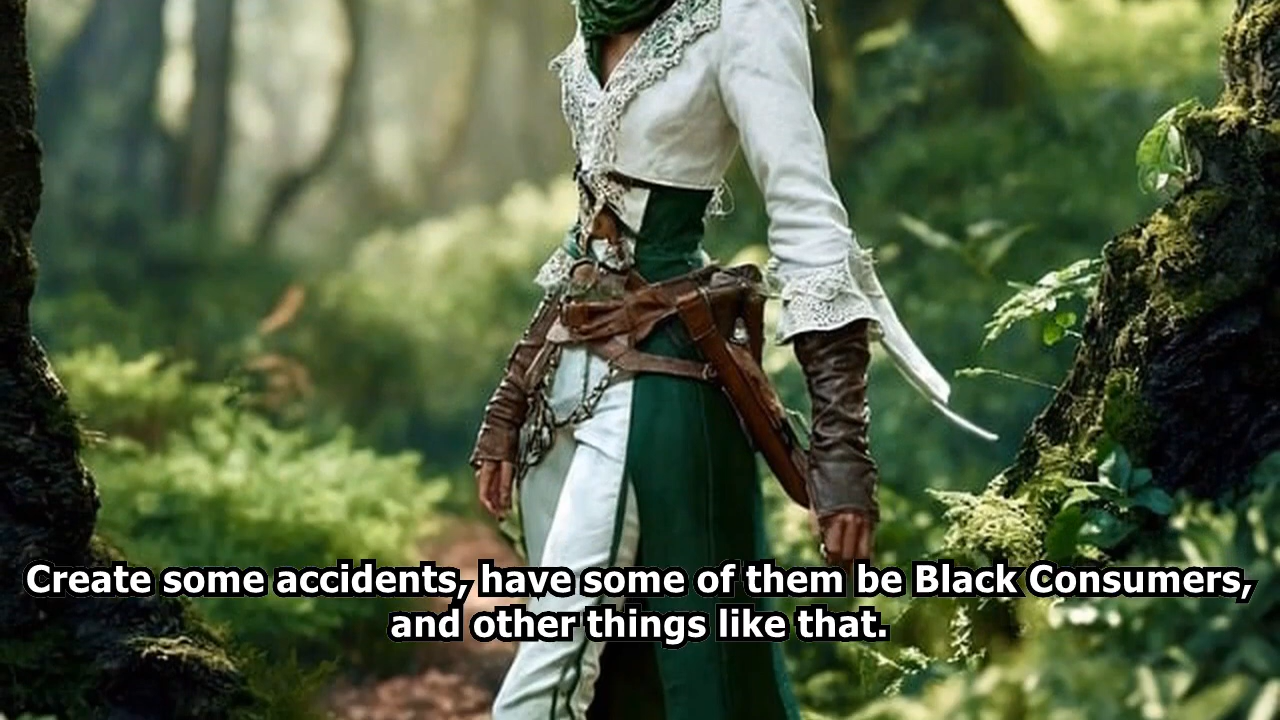 Create some accidents, have some of them be Black Consumers,
and other things like that.